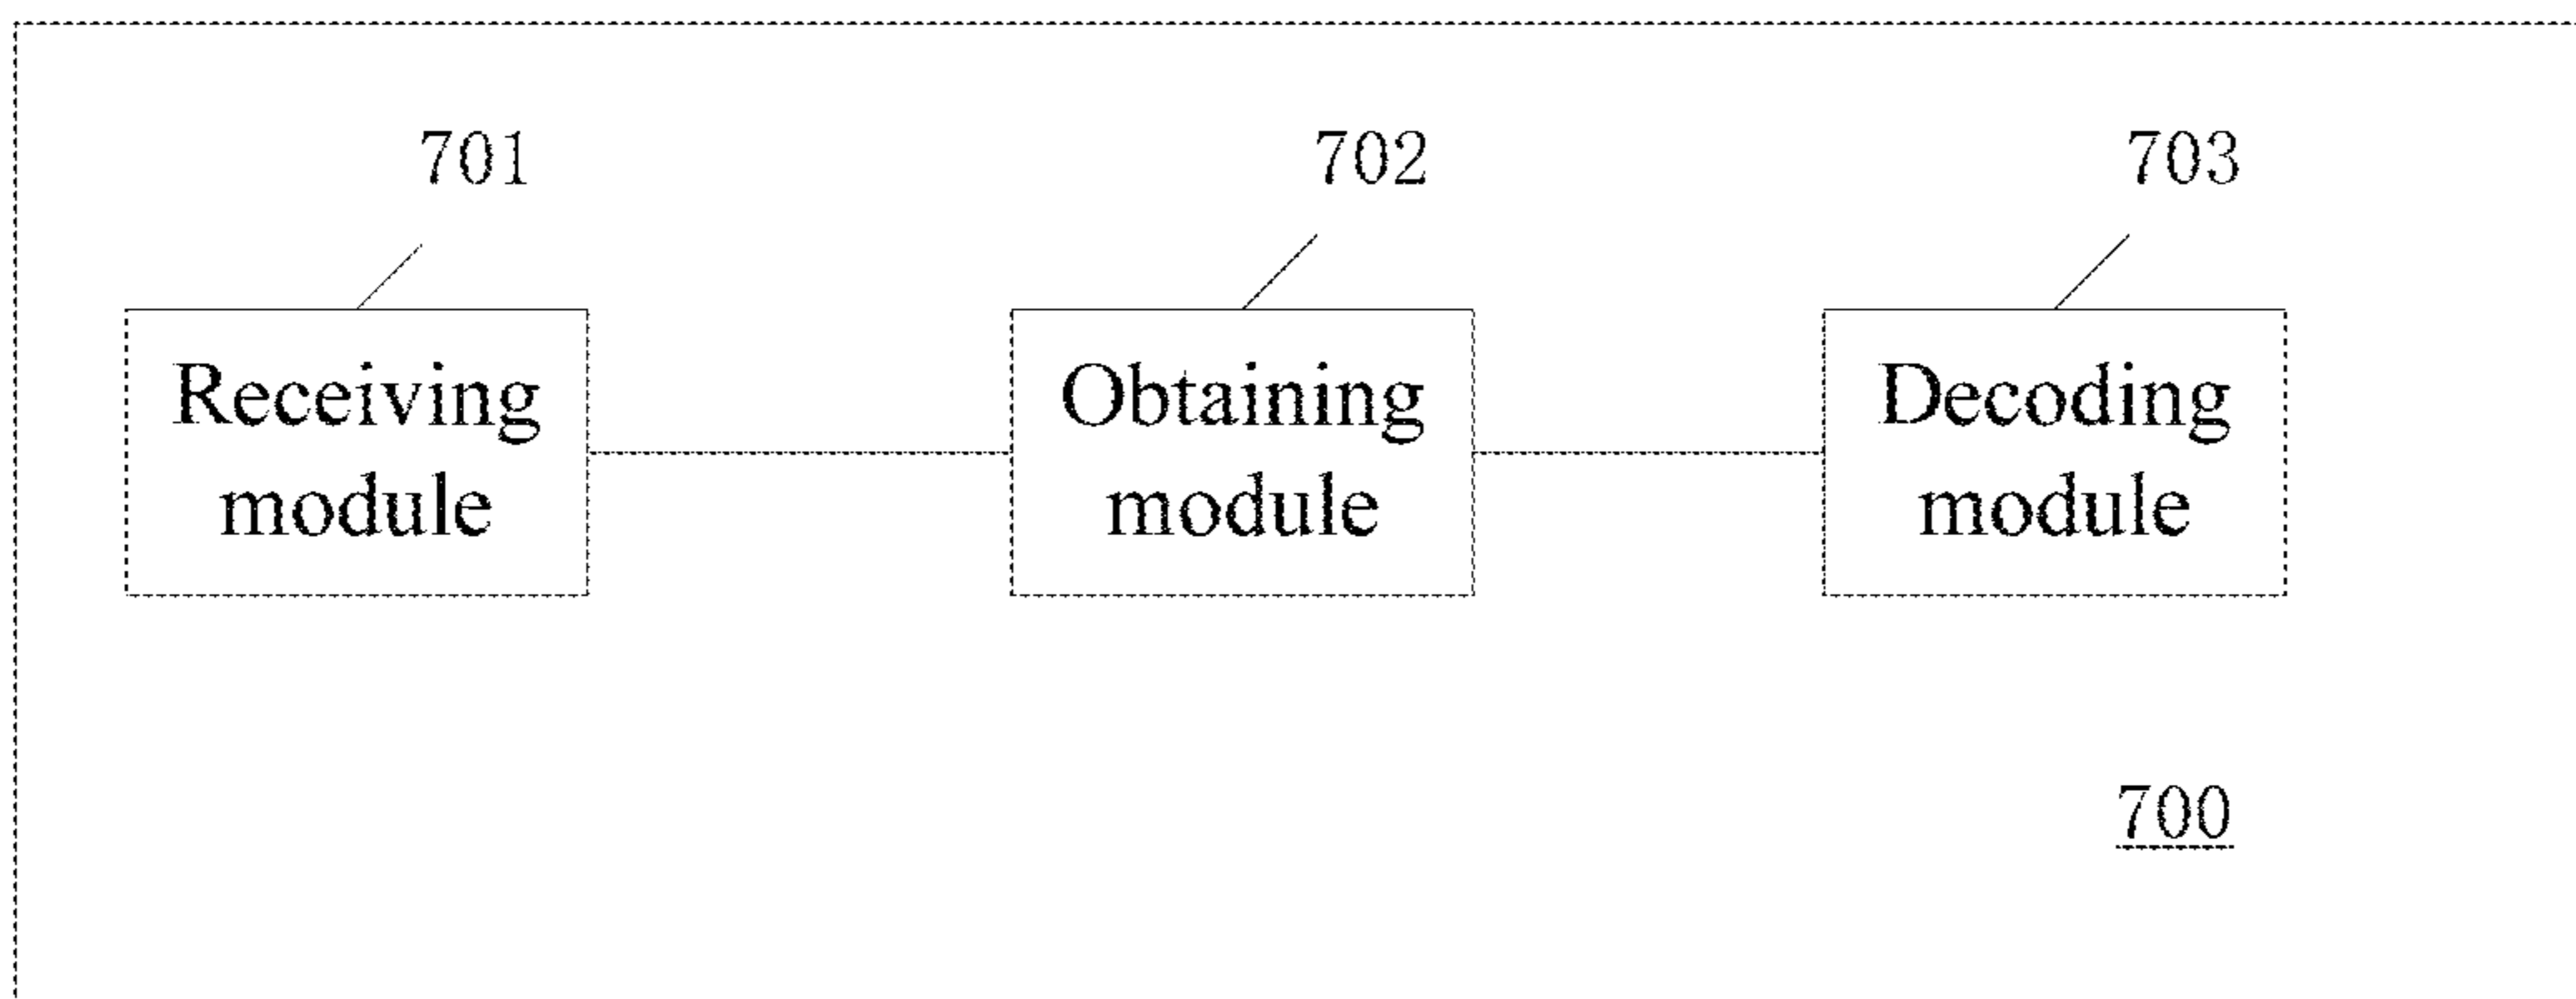 701
702
703
Receiving
module
Obtaining
module
Decoding
module
700